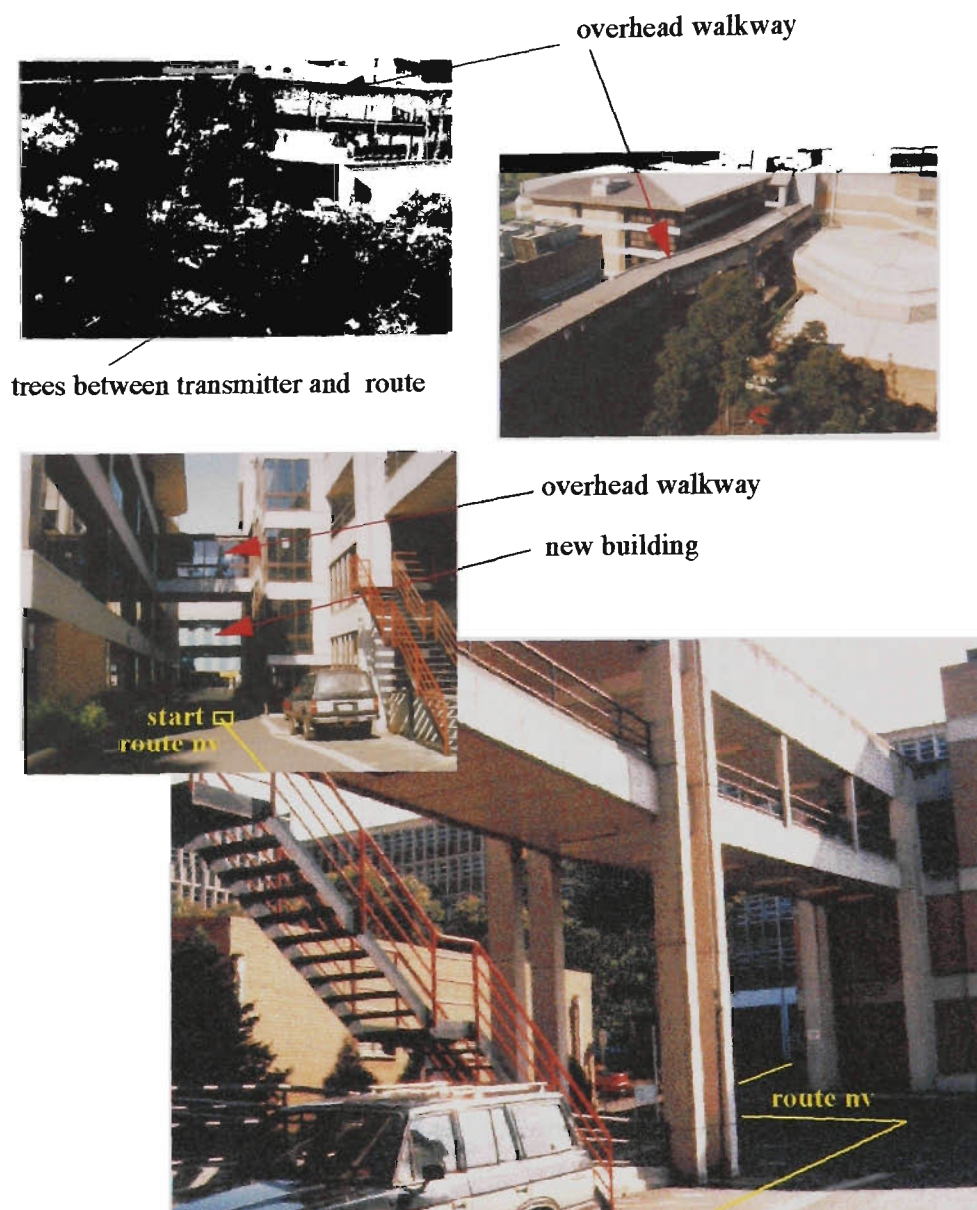 overhead walkway
trees between transmitter and route
overhead walkway
new building
start
route nv
route nv